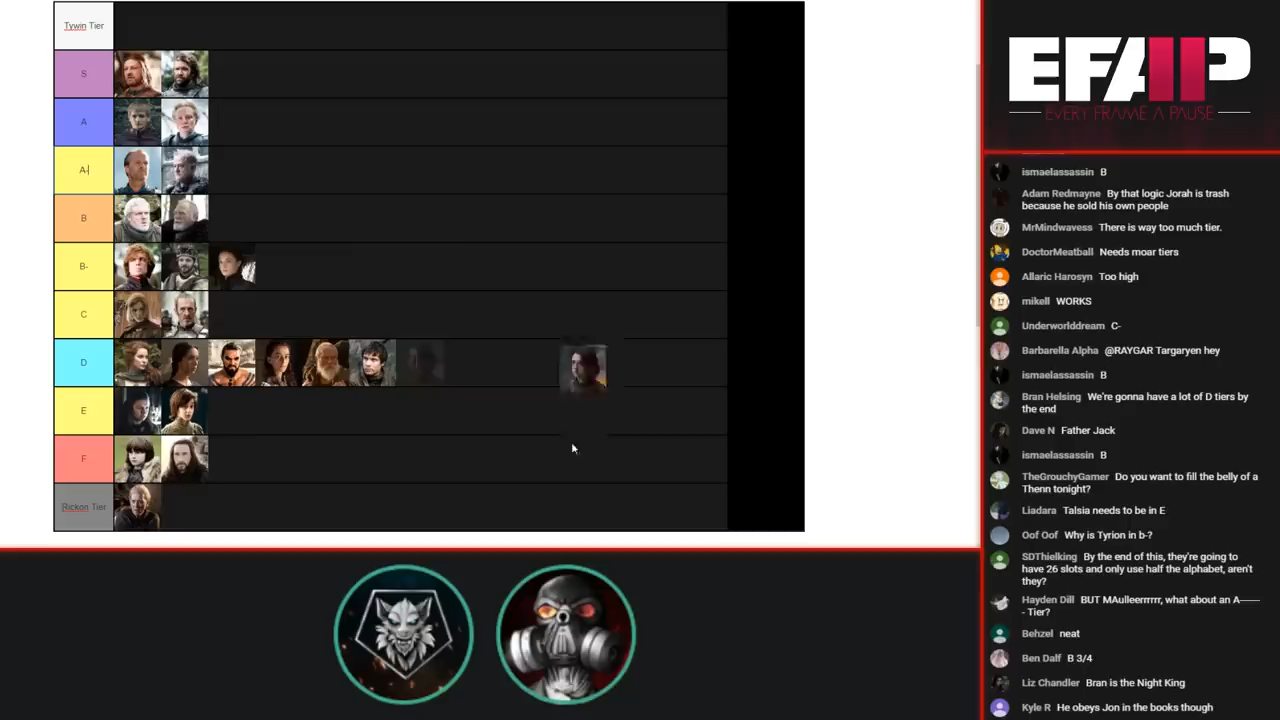 Tywin Tier
S
A
A-
B
B-
C
D
E
F
Rickon Tier
EFAP
EVERY FRAME A PAUSE
ismaelassassin B
Adam Redmayne By that logic Jorah is trash
because he sold his own people
MrMindwavess There is way too much tier.
DoctorMeatball Needs moar tiers
Allaric Harosyn Too high
mikell WORKS
Underworlddream C-
Barbarella Alpha @RAYGAR Targaryen hey
ismaelassassin B
Bran Helsing We're gonna have a lot of D tiers by
the end
Dave N Father Jack
ismaelassassin B
TheGrouchyGamer Do you want to fill the belly of a
Thenn tonight?
Liadara Talsia needs to be in E
Oof Oof Why is Tyrion in b-?
SDThielking By the end of this, they're going to
have 26 slots and only use half the alphabet, aren't
they?
Hayden Dill BUT MAulleerrrrrr, what about an A-----
- Tier?
Behzel neat
Ben Dalf B 3/4
Liz Chandler Bran is the Night King
Kyle R He obeys Jon in the books though